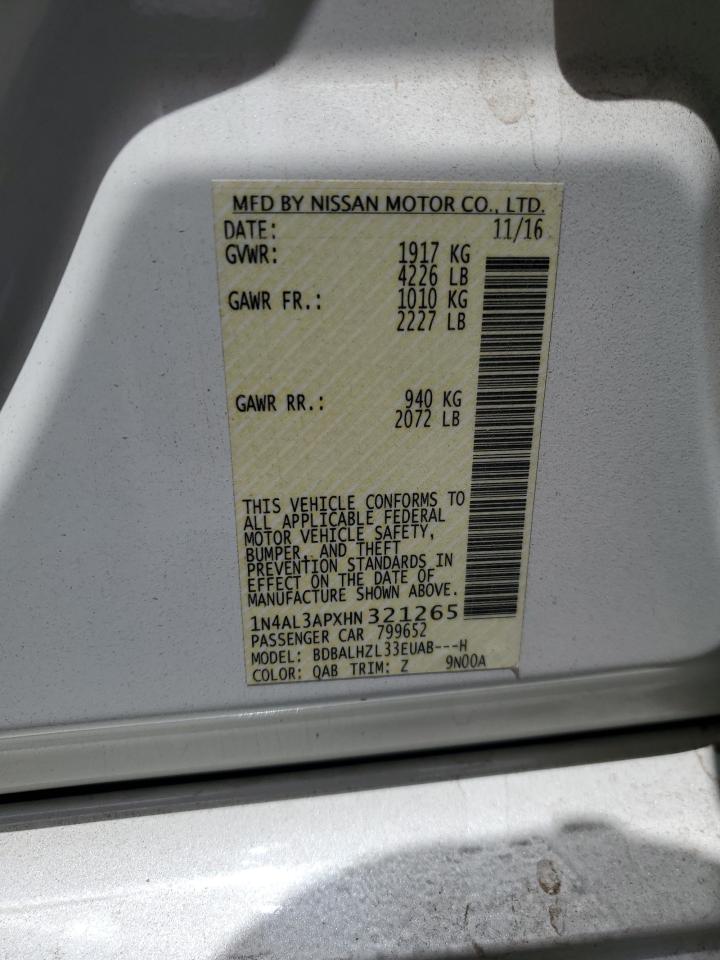 MFD BY NISSAN MOTOR CO., LTD.
DATE: 11/16
GVWR: 1917 KG
4226 LB
GAWR FR.: 1010 KG
2227 LB
GAWR RR.: 940 KG
2072 LB
THIS VEHICLE CONFORMS TO
ALL APPLICABLE FEDERAL
MOTOR VEHICLE SAFETY,
BUMPER, AND THEFT
PREVENTION STANDARDS IN
EFFECT ON THE DATE OF
MANUFACTURE SHOWN ABOVE.
1N4AL3APXHN 321265
PASSENGER CAR 799652
MODEL: BDBALHZL33EUAB---H
COLOR: QAB TRIM: Z 9N00A